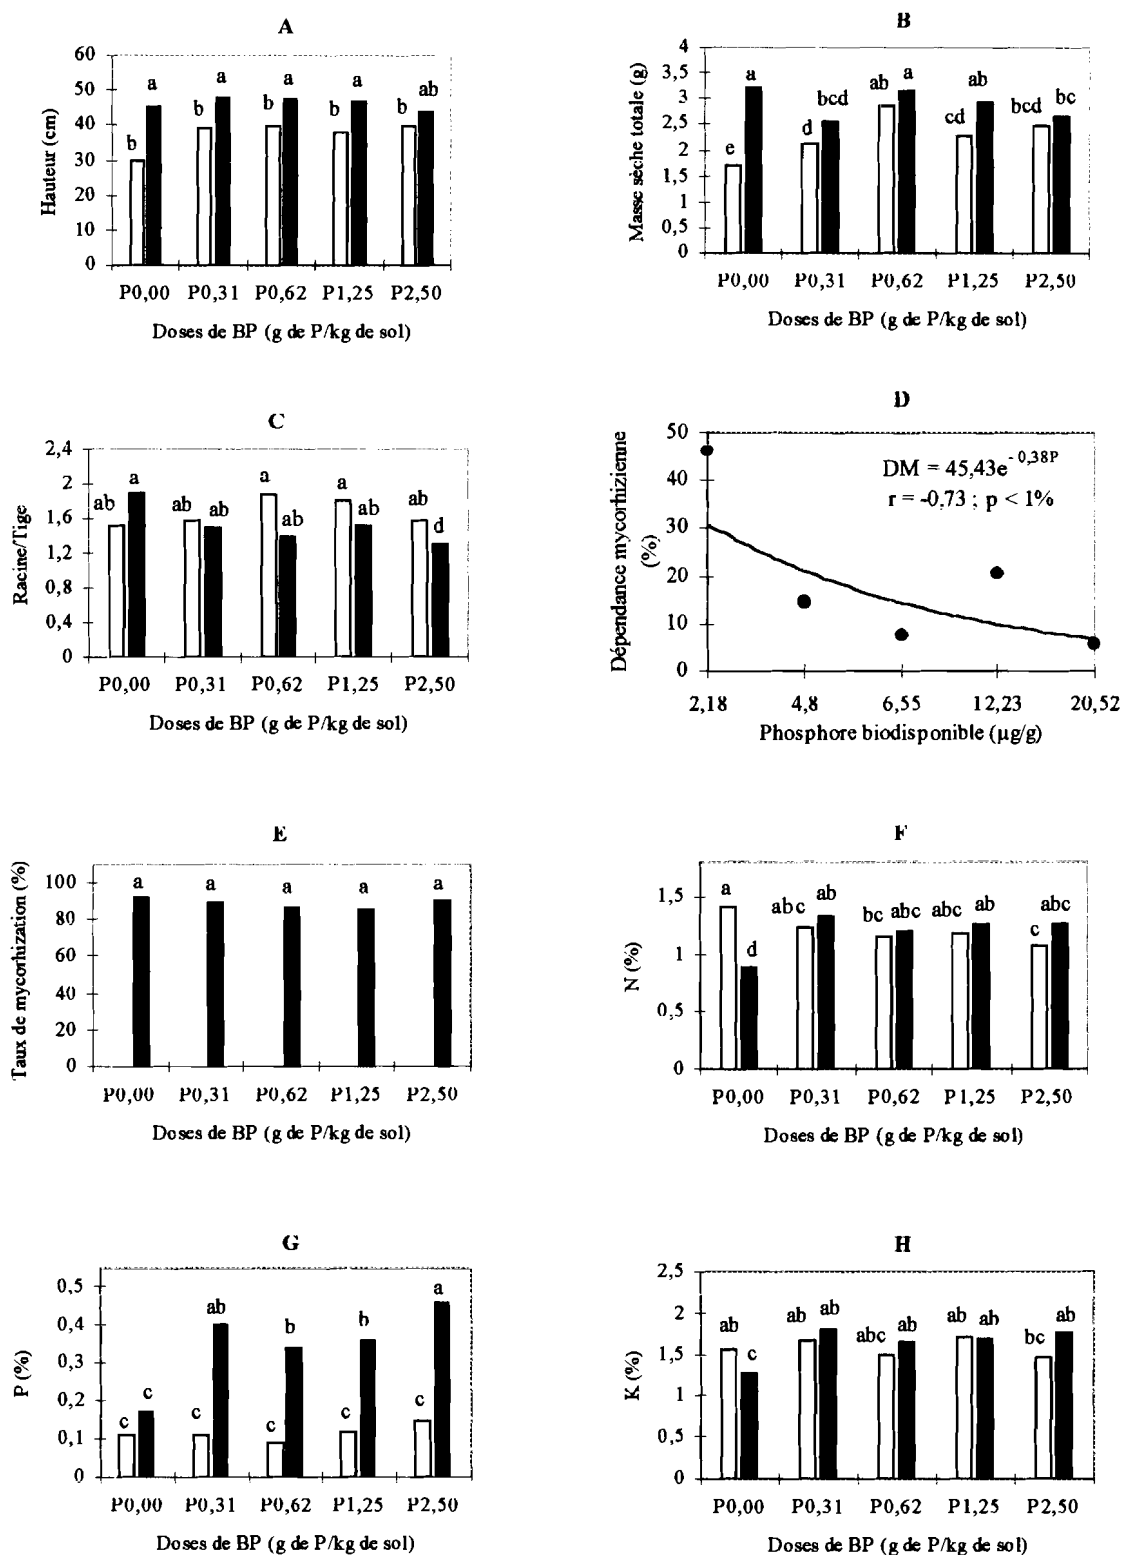 A
Hauteur (cm)
60
50
40
30
20
10
0
b a b a b a b a b ab
P0,00 P0,31 P0,62 P1,25 P2,50
Doses de BP (g de P/kg de sol)
B
Masse sèche totale (g)
4
3,5
3
2,5
2
1,5
1
0,5
0
e a d bcd ab a cd ab bcd bc
P0,00 P0,31 P0,62 P1,25 P2,50
Doses de BP (g de P/kg de sol)
C
Racine/Tige
2,4
2
1,6
1,2
0,8
0,4
0
ab a ab ab a ab a ab ab d
P0,00 P0,31 P0,62 P1,25 P2,50
Doses de BP (g de P/kg de sol)
D
Dépendance mycorhizienne
(%)
50
40
30
20
10
0
DM = 45,43e^- 0,38P
r = -0,73 ; p < 1%
2,18 4,8 6,55 12,23 20,52
Phosphore biodisponible (µg/g)
E
Taux de mycorhization (%)
100
80
60
40
20
0
a a a a a
P0,00 P0,31 P0,62 P1,25 P2,50
Doses de BP (g de P/kg de sol)
F
N (%)
1,5
1
0,5
0
a d abc ab bc abc abc ab c abc
P0,00 P0,31 P0,62 P1,25 P2,50
Doses de BP (g de P/kg de sol)
G
P (%)
0,5
0,4
0,3
0,2
0,1
0
c c c ab c b c b c a
P0,00 P0,31 P0,62 P1,25 P2,50
Doses de BP (g de P/kg de sol)
H
K (%)
2,5
2
1,5
1
0,5
0
ab c ab ab abc ab ab ab bc ab
P0,00 P0,31 P0,62 P1,25 P2,50
Doses de BP (g de P/kg de sol)